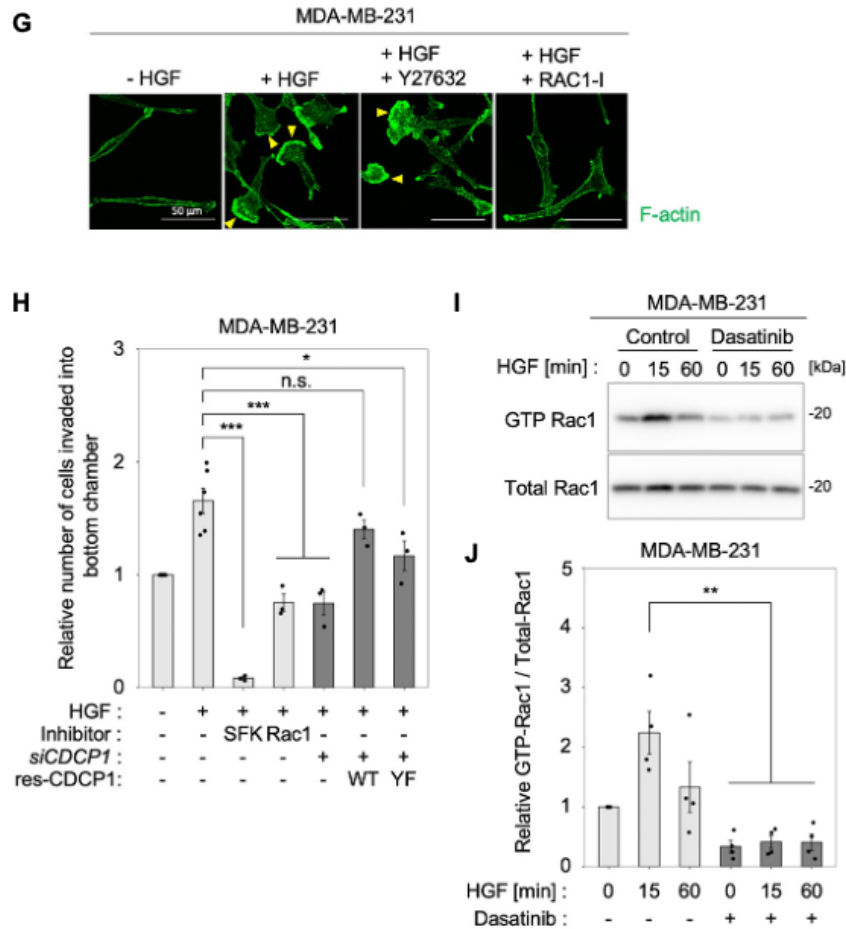 G
MDA-MB-231
- HGF
+ HGF
+ HGF
+ Y27632
+ HGF
+ RAC1-I
50 μm
F-actin
H
MDA-MB-231
Relative number of cells invaded into
bottom chamber
3
2
1
0
*
n.s.
***
***
HGF : - + + + + + +
Inhibitor : - - SFK Rac1 - - -
siCDCP1 : - - - - + + +
res-CDCP1: - - - - - WT YF
I
MDA-MB-231
Control Dasatinib
HGF [min] : 0 15 60 0 15 60 [kDa]
GTP Rac1 -20
Total Rac1 -20
J
MDA-MB-231
Relative GTP-Rac1 / Total-Rac1
5
4
3
2
1
0
**
HGF [min] : 0 15 60 0 15 60
Dasatinib : - - - + + +